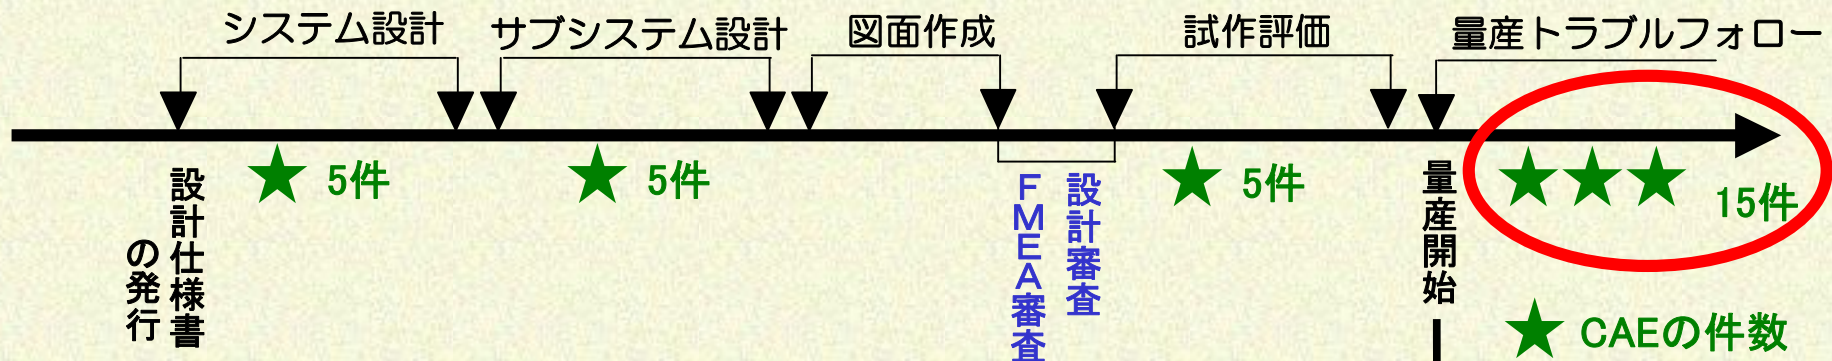 システム設計
サブシステム設計
図面作成
試作評価
量産トラブルフォロー
★ 5件
★ 5件
★ 5件
★★★ 15件
設計仕様書
の発行
設計審査
FMEA審査
量産開始
★ CAEの件数